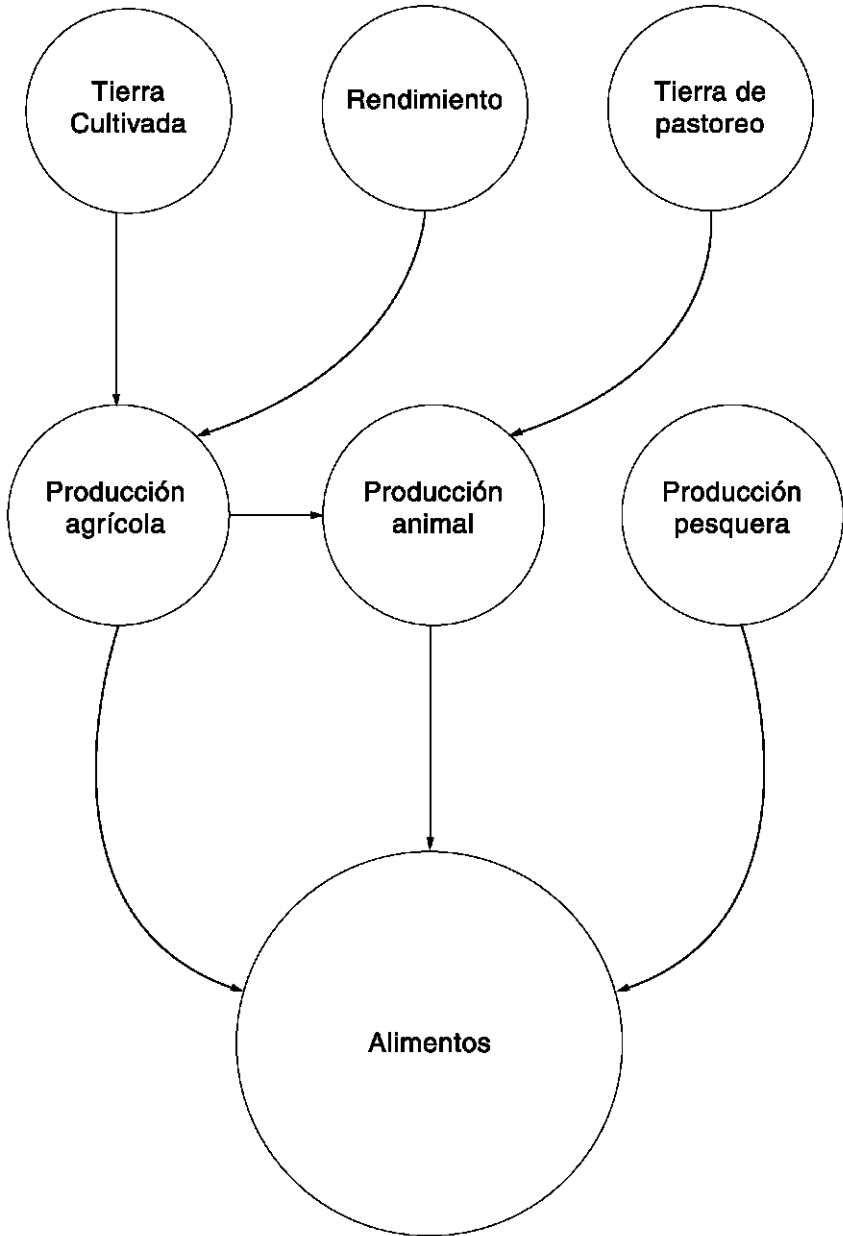 Tierra
Cultivada
Rendimiento
Tierra de
pastoreo
Producción
agrícola
Producción
animal
Producción
pesquera
Alimentos